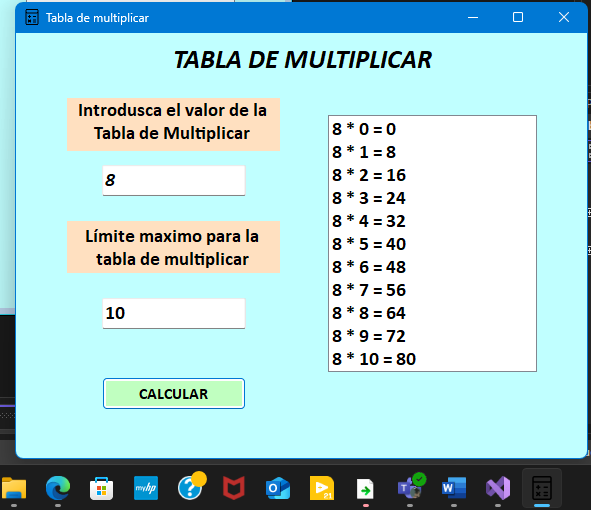 Tabla de multiplicar
TABLA DE MULTIPLICAR
Introdusca el valor de la
Tabla de Multiplicar
8
Límite maximo para la
tabla de multiplicar
10
CALCULAR
8 * 0 = 0
8 * 1 = 8
8 * 2 = 16
8 * 3 = 24
8 * 4 = 32
8 * 5 = 40
8 * 6 = 48
8 * 7 = 56
8 * 8 = 64
8 * 9 = 72
8 * 10 = 80
myhp